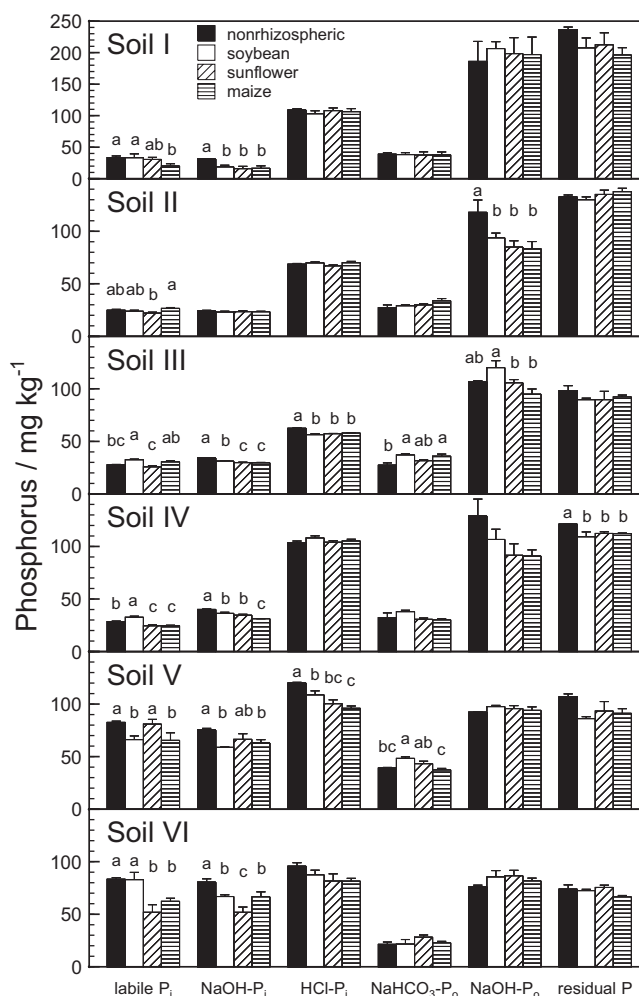 Phosphorus / mg kg⁻¹
Soil I
nonrhizospheric
soybean
sunflower
maize
250
200
150
100
50
0
a a ab b
a b b b
Soil II
100
50
0
ab ab b a
a b b b
Soil III
100
50
0
bc a c ab
a b c c
a b b b
b a ab a
ab a b b
Soil IV
100
50
0
b a c c
a b b c
a b b b
Soil V
100
50
0
a b a b
a b ab b
a b bc c
bc a ab c
Soil VI
100
50
0
a a b b
a b c b
labile Pᵢ NaOH-Pᵢ HCl-Pᵢ NaHCO₃-Pₒ NaOH-Pₒ residual P